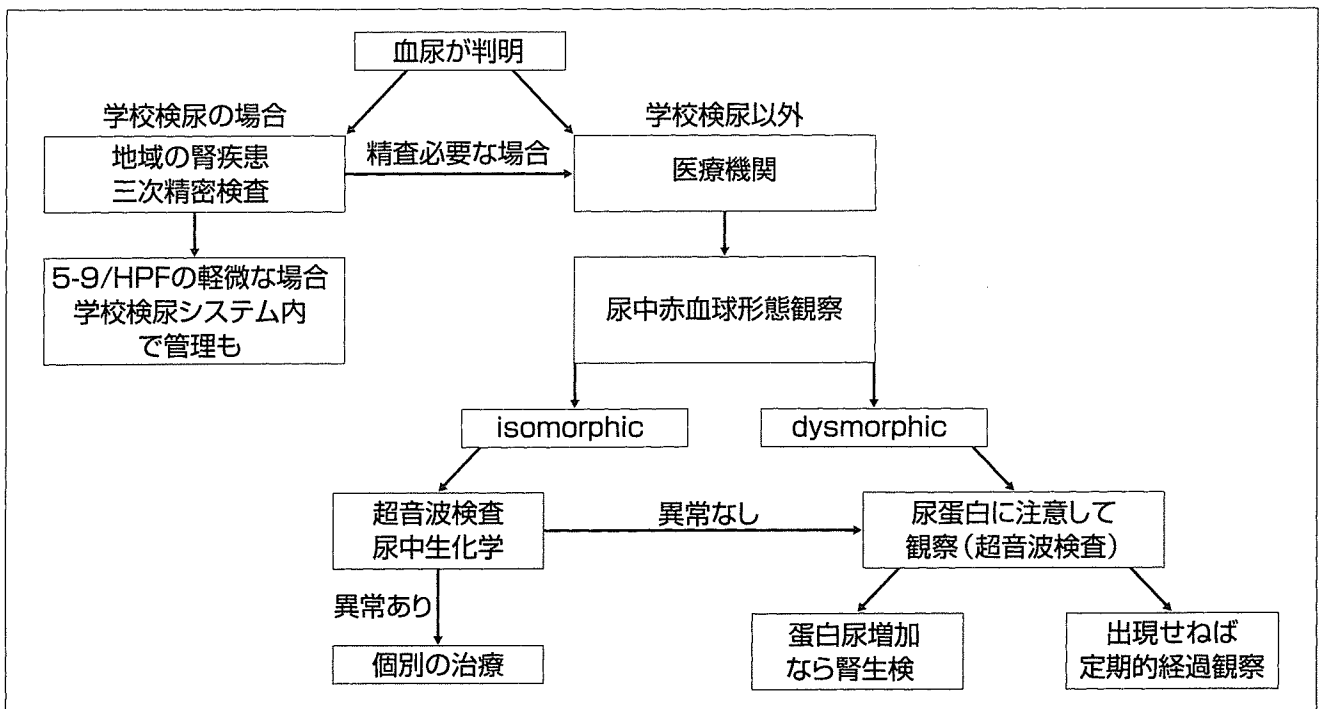 血尿が判明
学校検尿の場合
学校検尿以外
地域の腎疾患
三次精密検査
精査必要な場合
医療機関
5-9/HPFの軽微な場合
学校検尿システム内
で管理も
尿中赤血球形態観察
isomorphic
dysmorphic
超音波検査
尿中生化学
異常なし
尿蛋白に注意して
観察(超音波検査)
異常あり
個別の治療
蛋白尿増加
なら腎生検
出現せねば
定期的経過観察